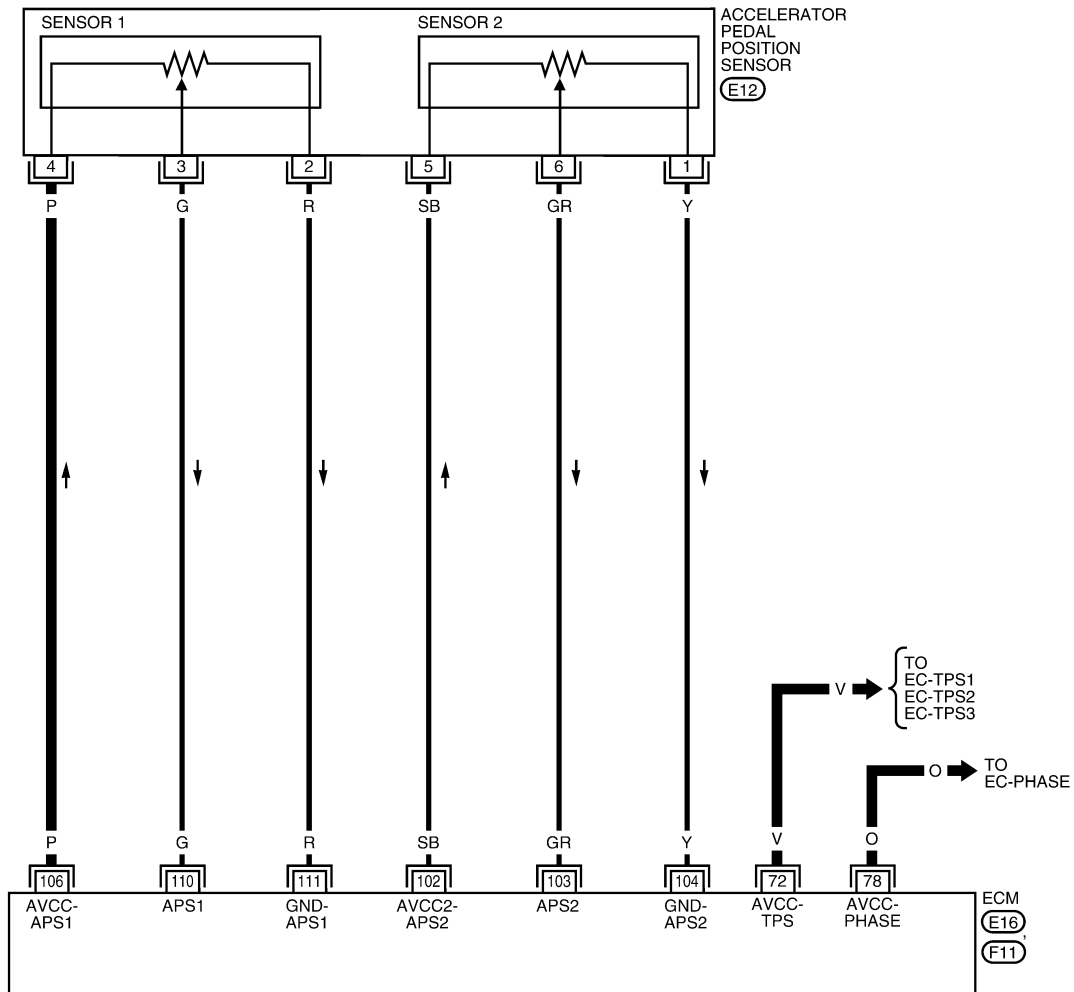 SENSOR 1
SENSOR 2
ACCELERATOR
PEDAL
POSITION
SENSOR
E12
4 3 2 5 6 1
P G R SB GR Y
TO
EC-TPS1
EC-TPS2
EC-TPS3
V
TO
EC-PHASE
O
P G R SB GR Y V O
106 110 111 102 103 104 72 78
AVCC-
APS1
APS1
GND-
APS1
AVCC2-
APS2
APS2
GND-
APS2
AVCC-
TPS
AVCC-
PHASE
ECM
E16,
F11